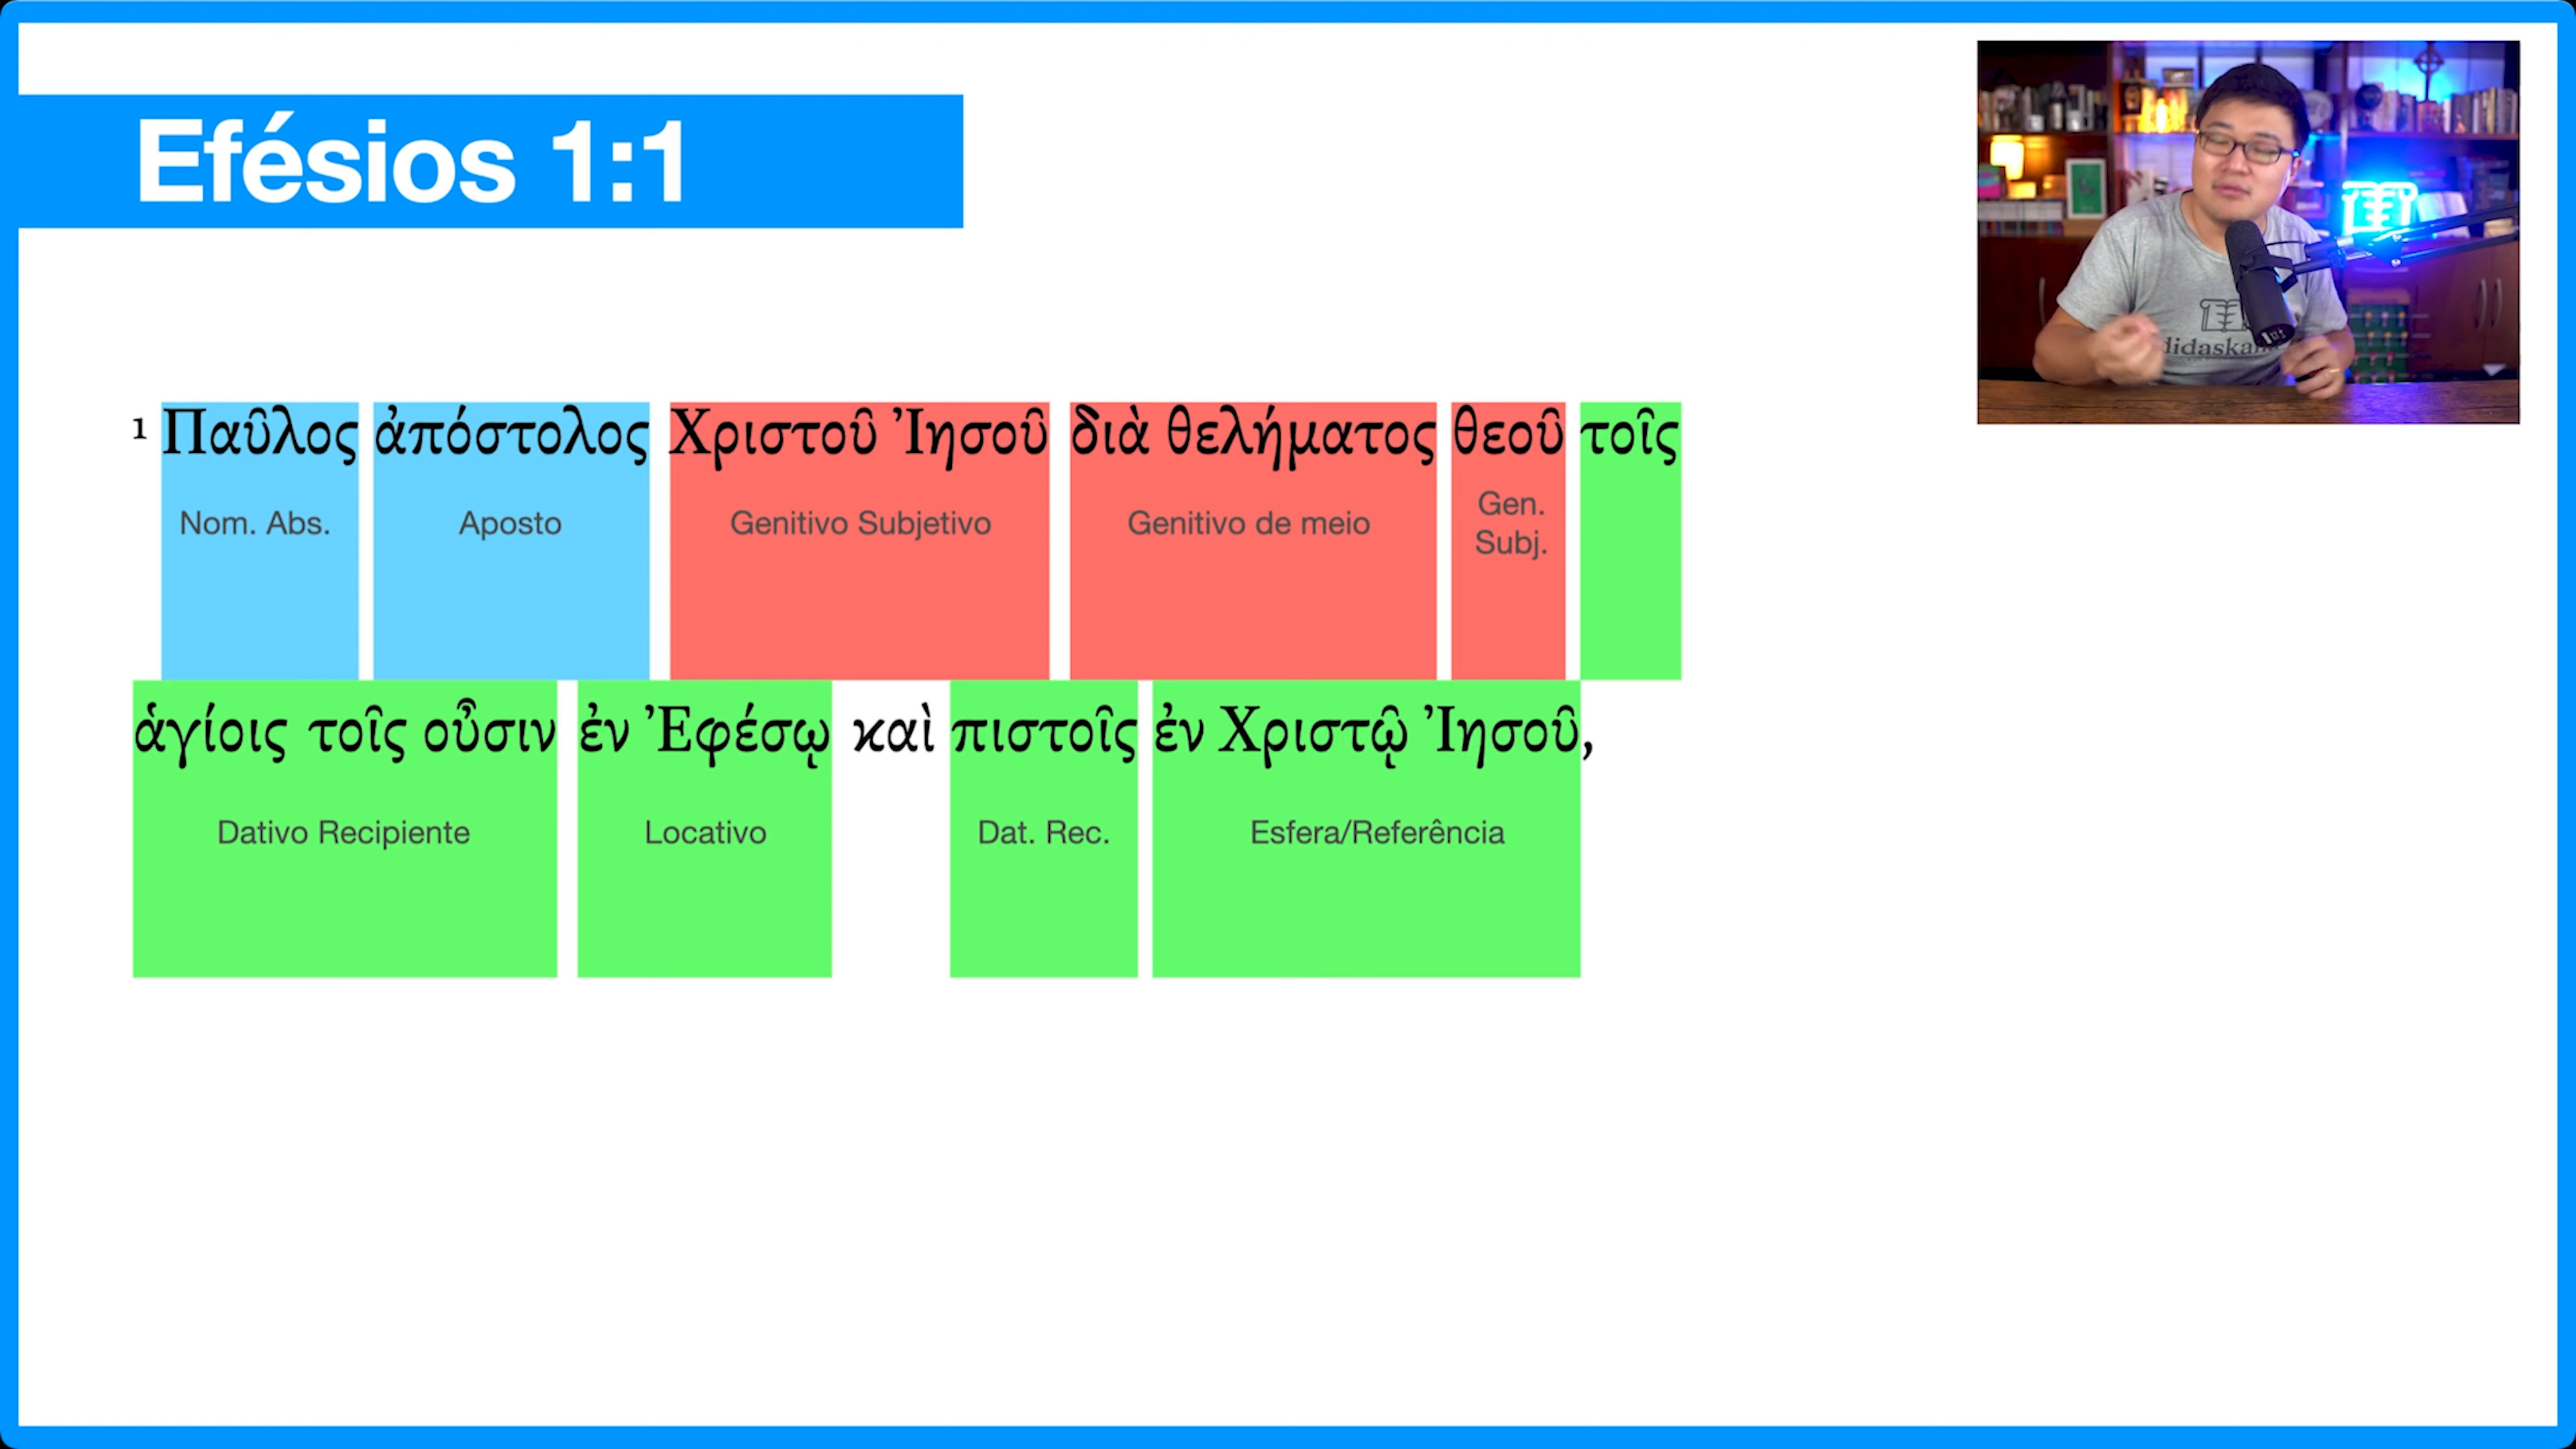 Efésios 1:1
1 Παῦλος ἀπόστολος Χριστοῦ Ἰησοῦ διὰ θελήματος θεοῦ τοῖς
Nom. Abs. Aposto Genitivo Subjetivo Genitivo de meio Gen. Subj.
ἁγίοις τοῖς οὖσιν ἐν Ἐφέσῳ καὶ πιστοῖς ἐν Χριστῷ Ἰησοῦ,
Dativo Recipiente Locativo Dat. Rec. Esfera/Referência